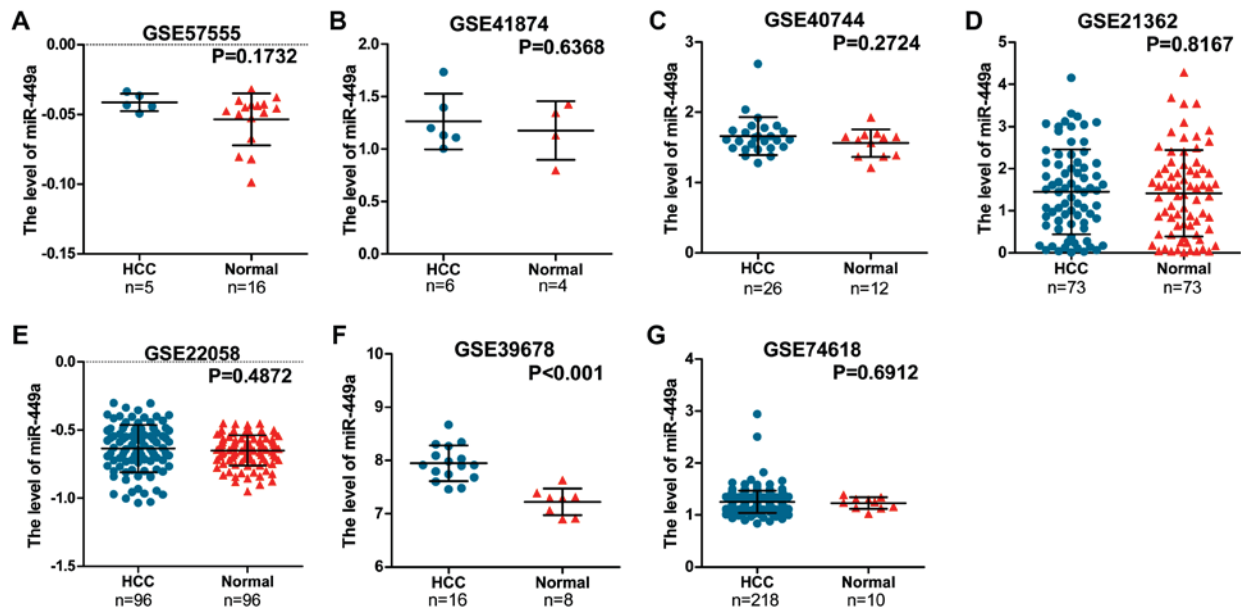 A
GSE57555
P=0.1732
The level of miR-449a
0.00
-0.05
-0.10
-0.15
HCC
Normal
n=5
n=16
B
GSE41874
P=0.6368
The level of miR-449a
2.0
1.5
1.0
0.5
0.0
HCC
Normal
n=6
n=4
C
GSE40744
P=0.2724
The level of miR-449a
3
2
1
0
HCC
Normal
n=26
n=12
D
GSE21362
P=0.8167
The level of miR-449a
5
4
3
2
1
0
HCC
Normal
n=73
n=73
E
GSE22058
P=0.4872
The level of miR-449a
0.0
-0.5
-1.0
-1.5
HCC
Normal
n=96
n=96
F
GSE39678
P<0.001
The level of miR-449a
10
9
8
7
6
HCC
Normal
n=16
n=8
G
GSE74618
P=0.6912
The level of miR-449a
4
3
2
1
0
HCC
Normal
n=218
n=10